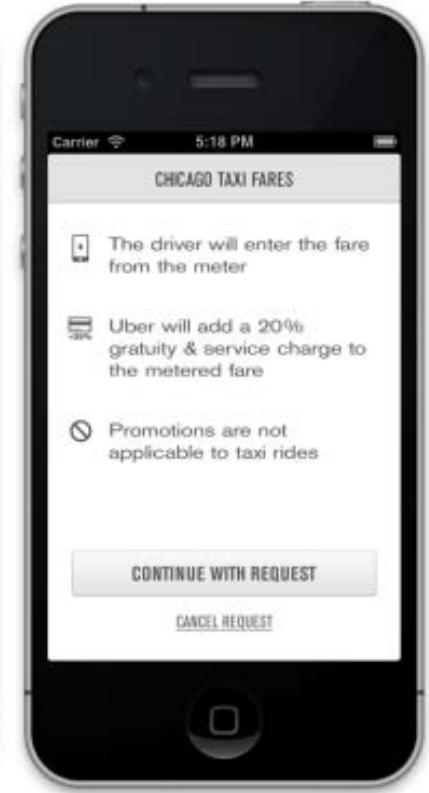 Carrier 5:18 PM
CHICAGO TAXI FARES
The driver will enter the fare
from the meter
Uber will add a 20%
gratuity & service charge to
the metered fare
Promotions are not
applicable to taxi rides
CONTINUE WITH REQUEST
CANCEL REQUEST